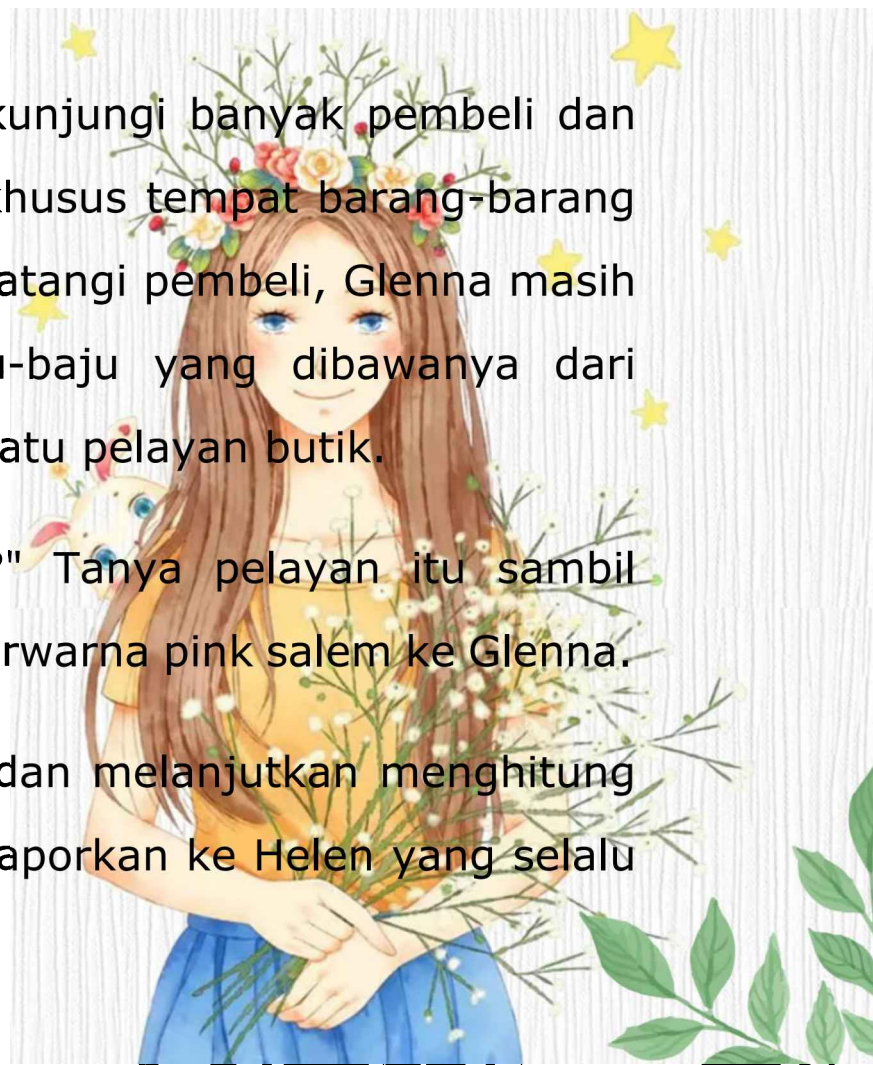 kunjungi banyak pembeli dan
husus tempat barang-barang
atangi pembeli, Glenna masih
-baju yang dibawanya dari
atu pelayan butik.
?" Tanya pelayan itu sambil
rwarna pink salem ke Glenna.
dan melanjutkan menghitung
aporkan ke Helen yang selalu